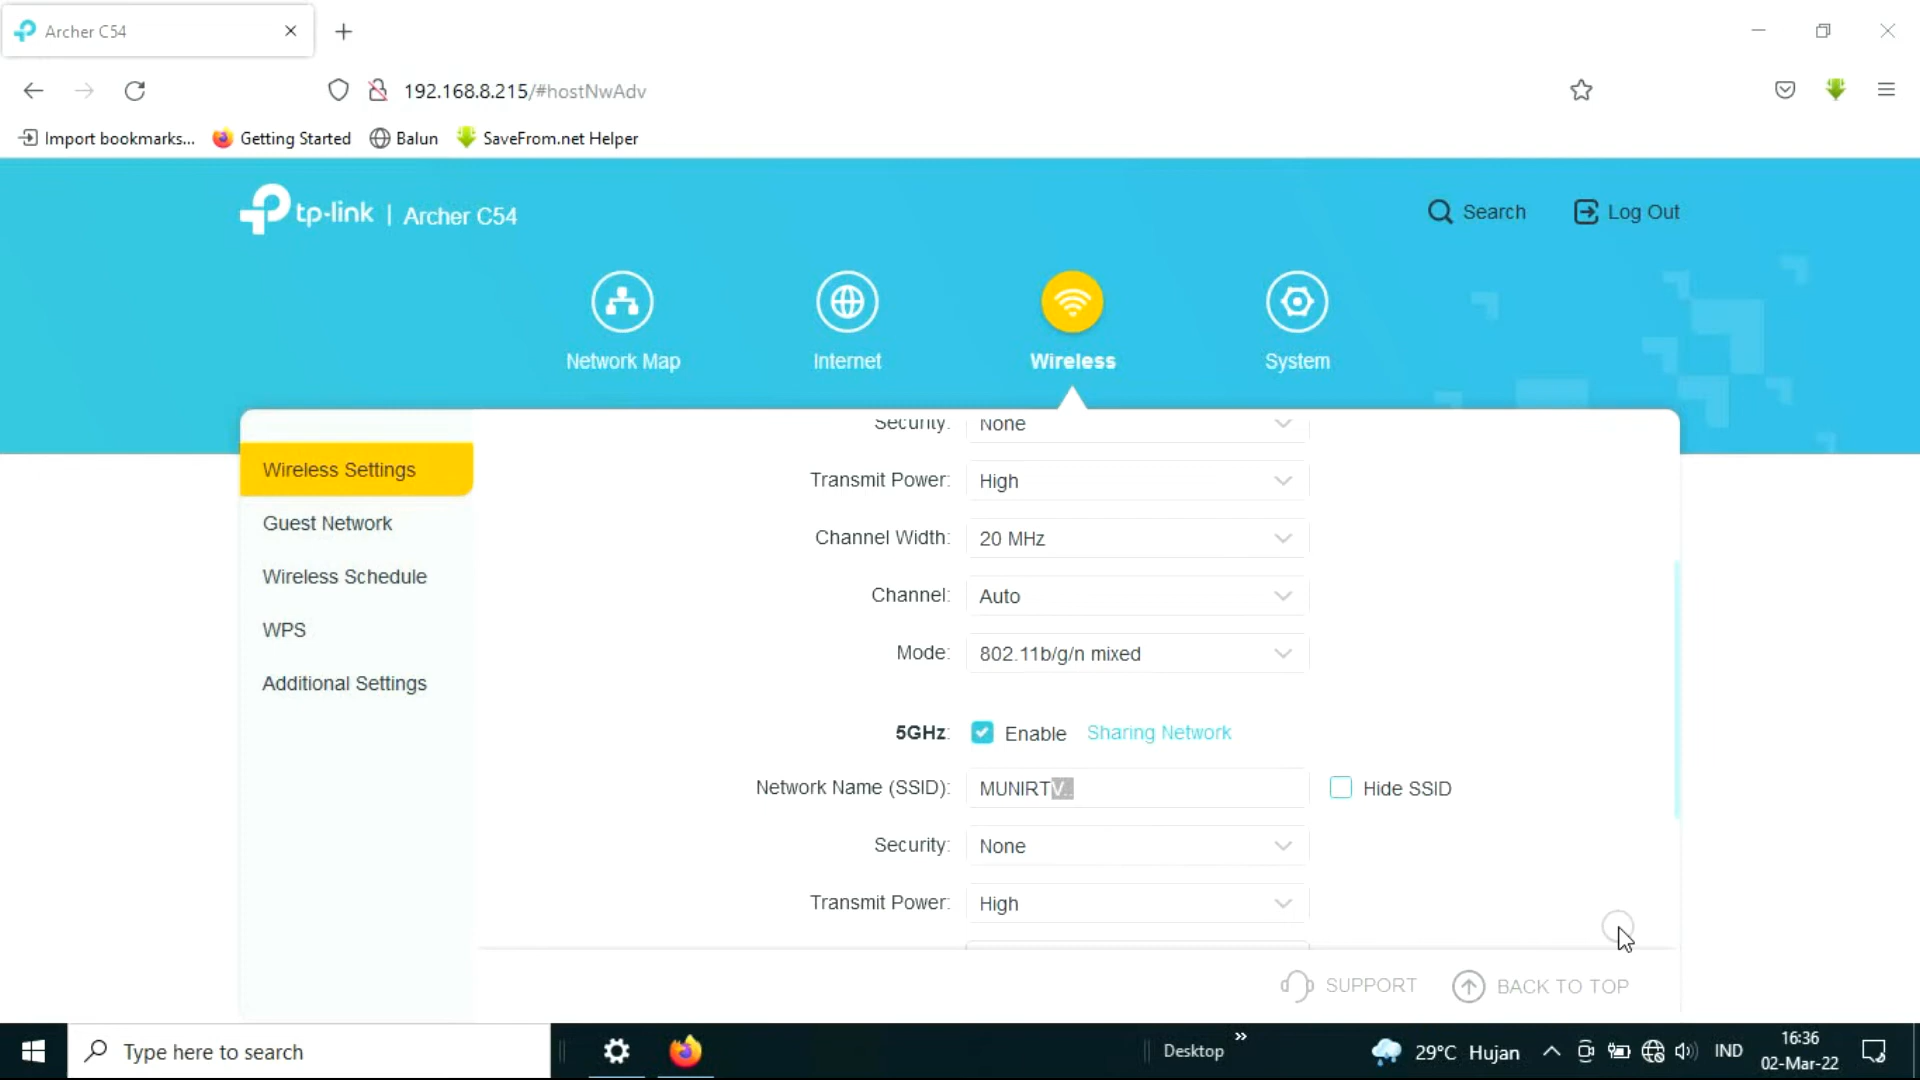 Archer C54
192.168.8.215/#hostNwAdv
Import bookmarks... Getting Started Balun SaveFrom.net Helper
tp-link | Archer C54
Search Log Out
Network Map Internet Wireless System
Wireless Settings
Guest Network
Wireless Schedule
WPS
Additional Settings
Security: None
Transmit Power: High
Channel Width: 20 MHz
Channel: Auto
Mode: 802.11b/g/n mixed
5GHz: Enable Sharing Network
Network Name (SSID): MUNIRTV.. Hide SSID
Security: None
Transmit Power: High
SUPPORT BACK TO TOP
Type here to search
Desktop
29°C Hujan
IND
16:36
02-Mar-22